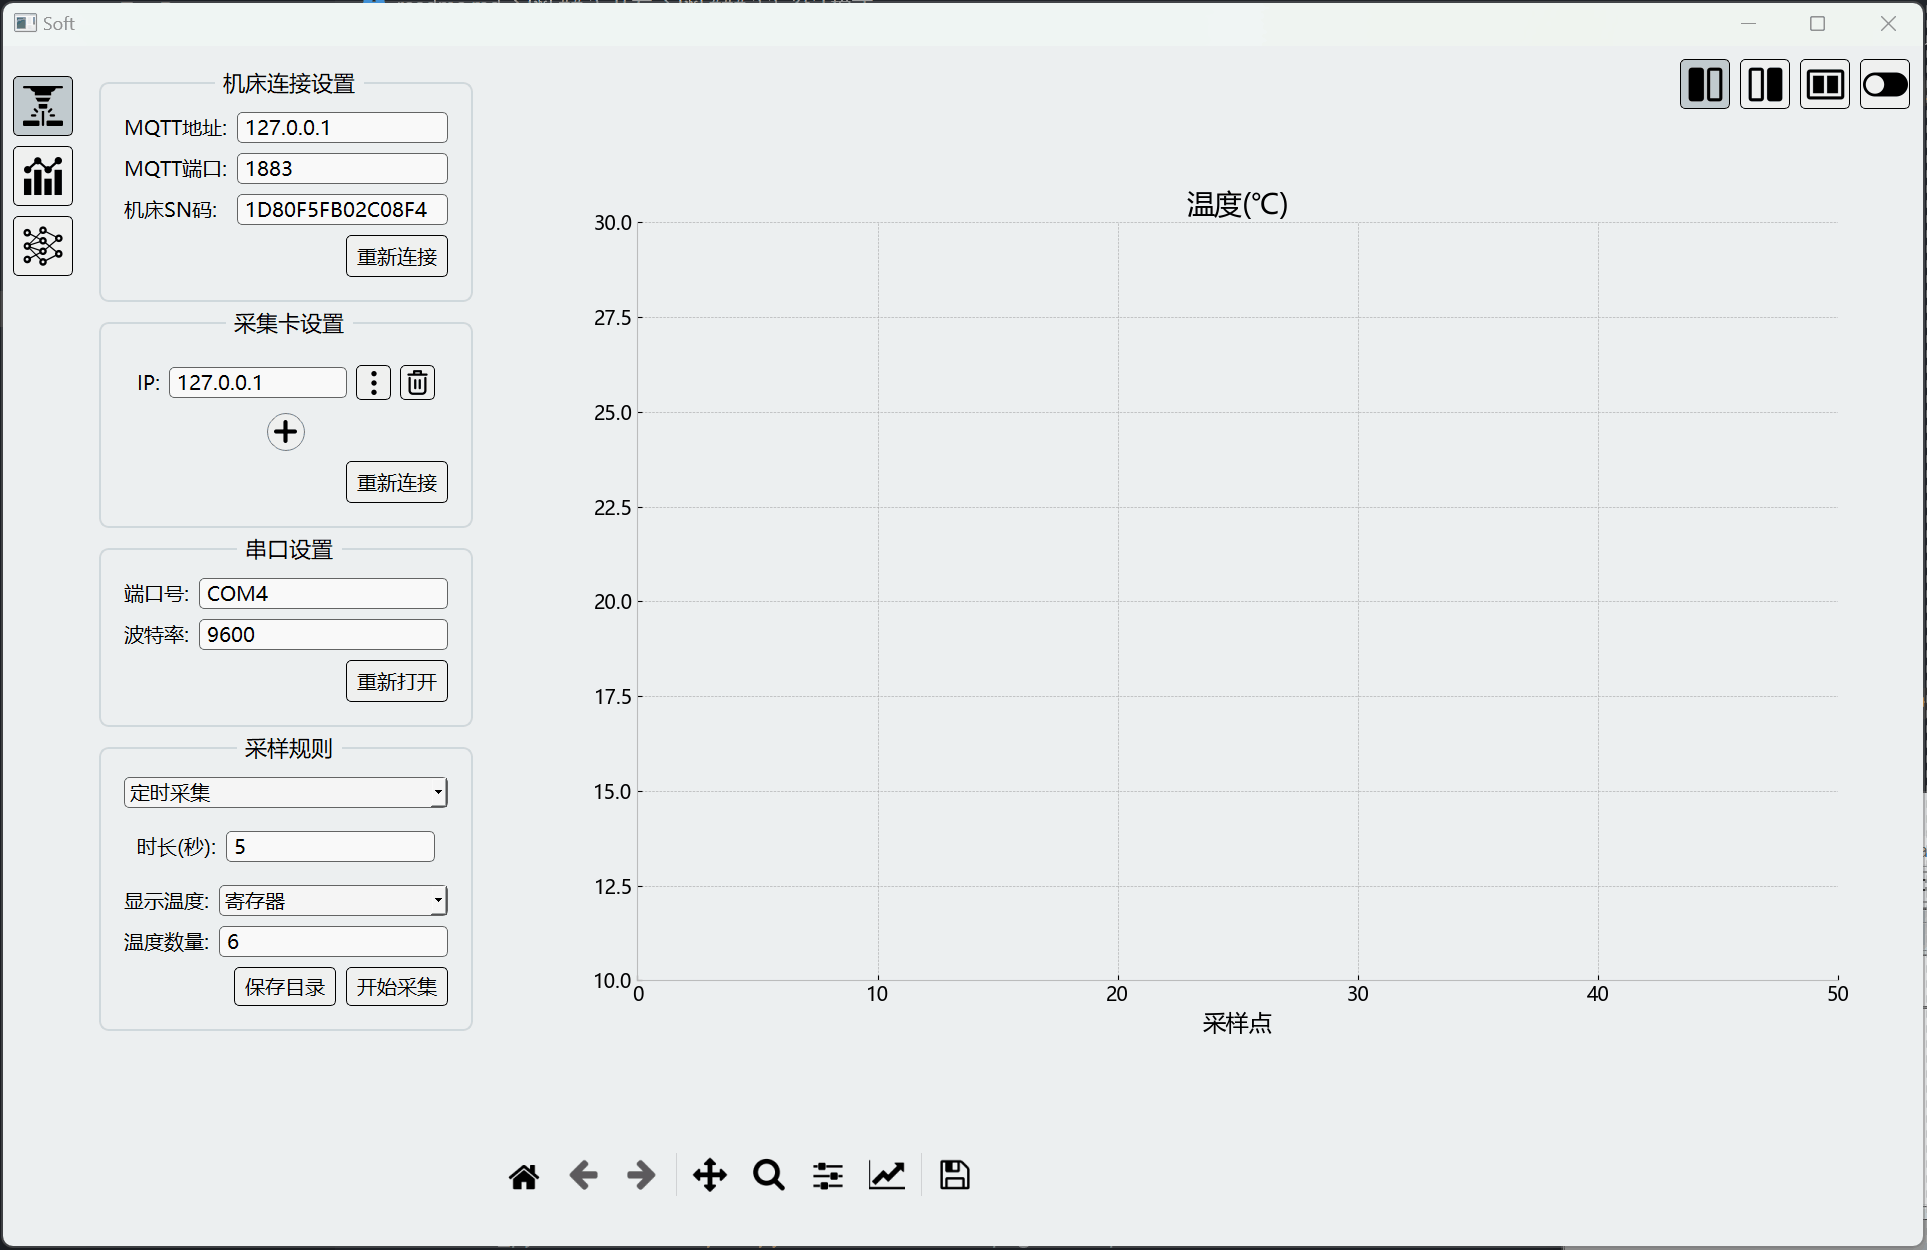 Soft
机床连接设置
MQTT地址: 127.0.0.1
MQTT端口: 1883
机床SN码: 1D80F5FB02C08F4
重新连接
采集卡设置
IP: 127.0.0.1
重新连接
串口设置
端口号: COM4
波特率: 9600
重新打开
采样规则
定时采集
时长(秒): 5
显示温度: 寄存器
温度数量: 6
保存目录 开始采集
温度(℃)
30.0
27.5
25.0
22.5
20.0
17.5
15.0
12.5
10.0
0 10 20 30 40 50
采样点